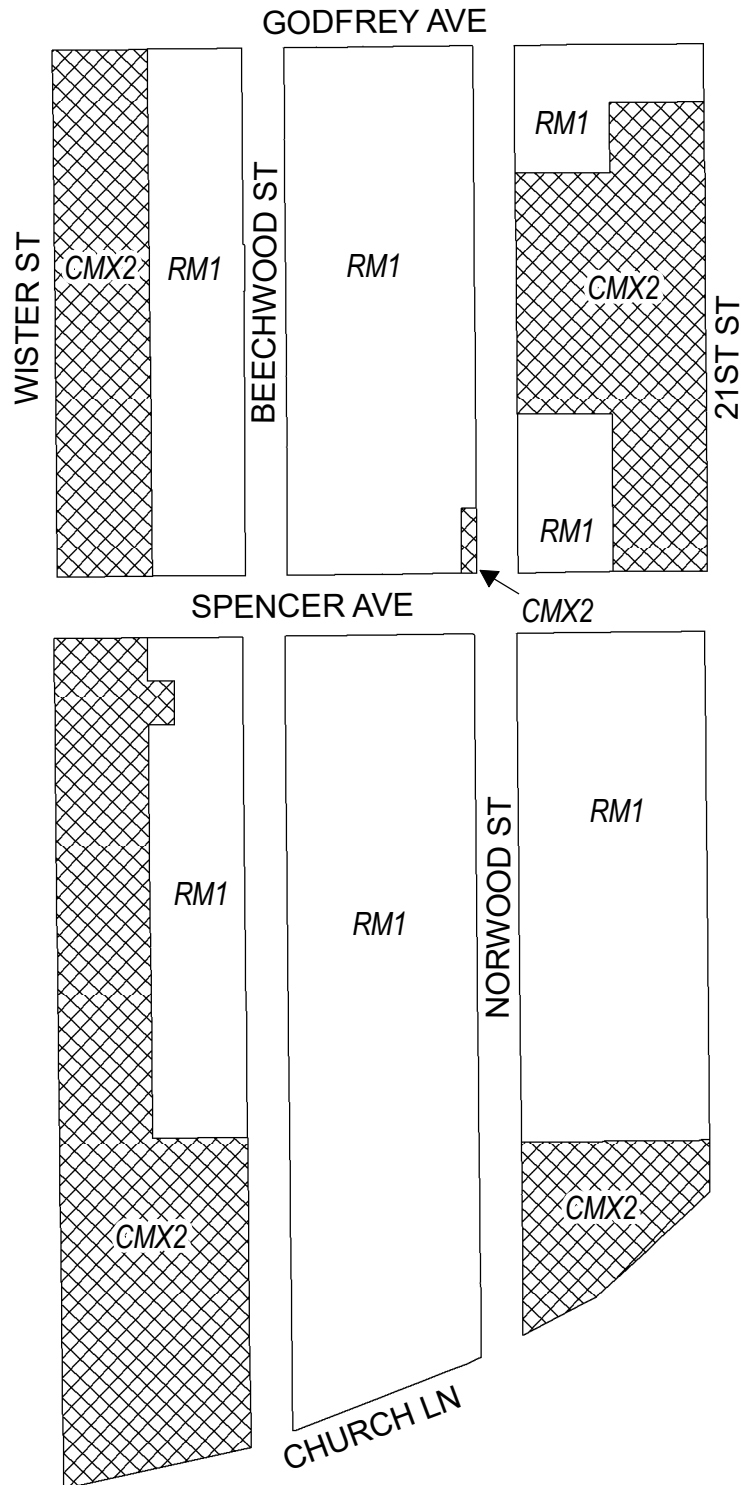 GODFREY AVE
RM1
WISTER ST
CMX2
RM1
BEECHWOOD ST
RM1
CMX2
21ST ST
RM1
SPENCER AVE
CMX2
RM1
RM1
NORWOOD ST
RM1
CMX2
CMX2
CHURCH LN